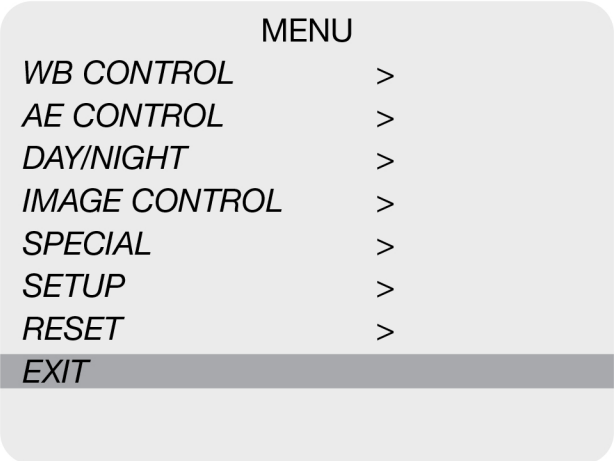 MENU
WB CONTROL >
AE CONTROL >
DAY/NIGHT >
IMAGE CONTROL >
SPECIAL >
SETUP >
RESET >
EXIT